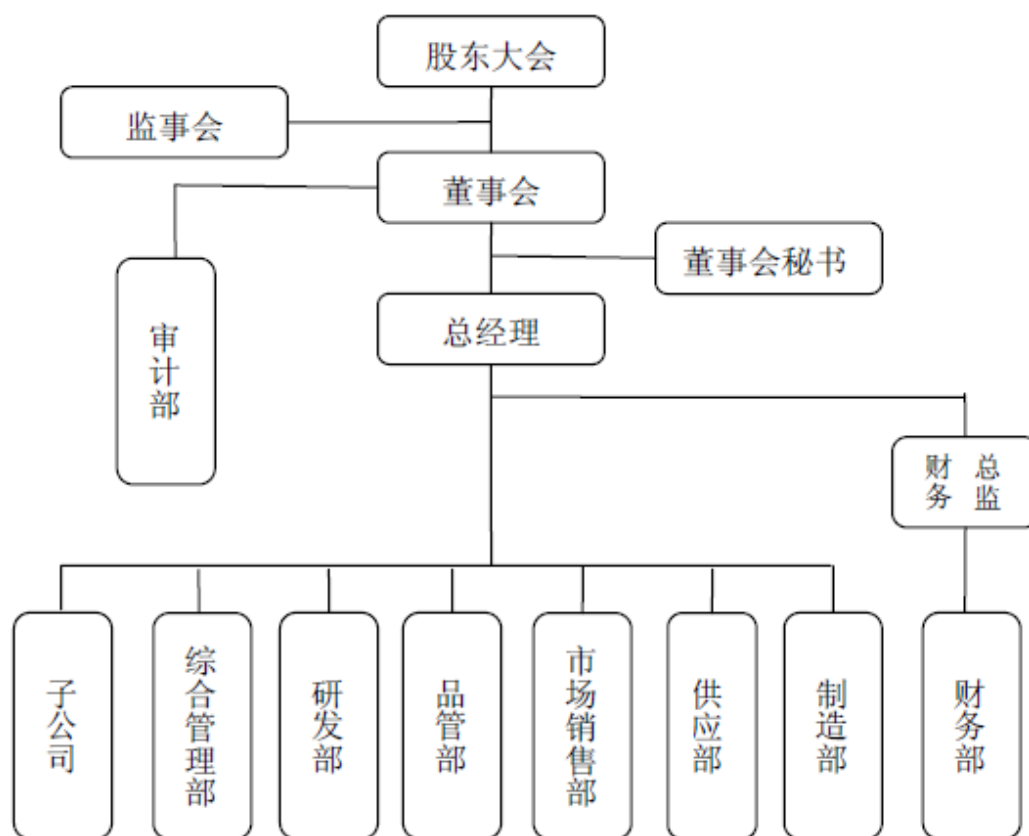 股东大会
监事会
董事会
董事会秘书
总经理
审计部
财务总监
子公司
综合管理部
研发部
品管部
市场销售部
供应部
制造部
财务部